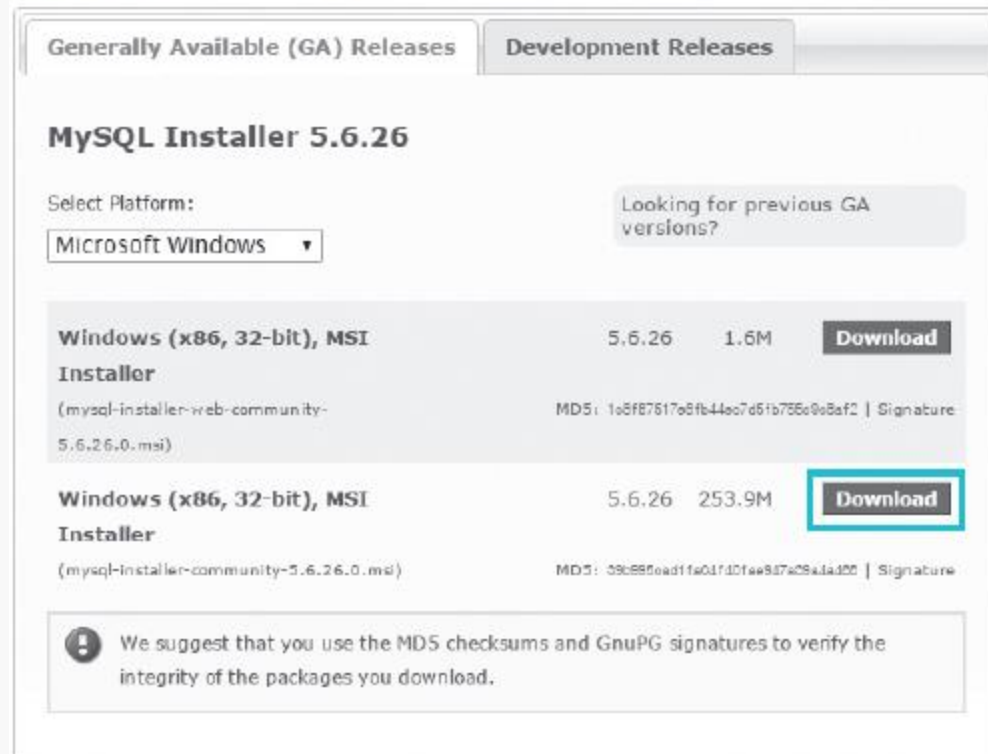 Generally Available (GA) Releases
Development Releases
MySQL Installer 5.6.26
Select Platform:
Looking for previous GA
versions?
Microsoft Windows
Windows (x86, 32-bit), MSI
Installer
5.6.26 1.6M Download
(mysql-installer-web-community-
5.6.26.0.msi)
MD5: | Signature
Windows (x86, 32-bit), MSI
Installer
5.6.26 253.9M Download
(mysql-installer-community-5.6.26.0.msi)
MD5: | Signature
We suggest that you use the MD5 checksums and GnuPG signatures to verify the
integrity of the packages you download.